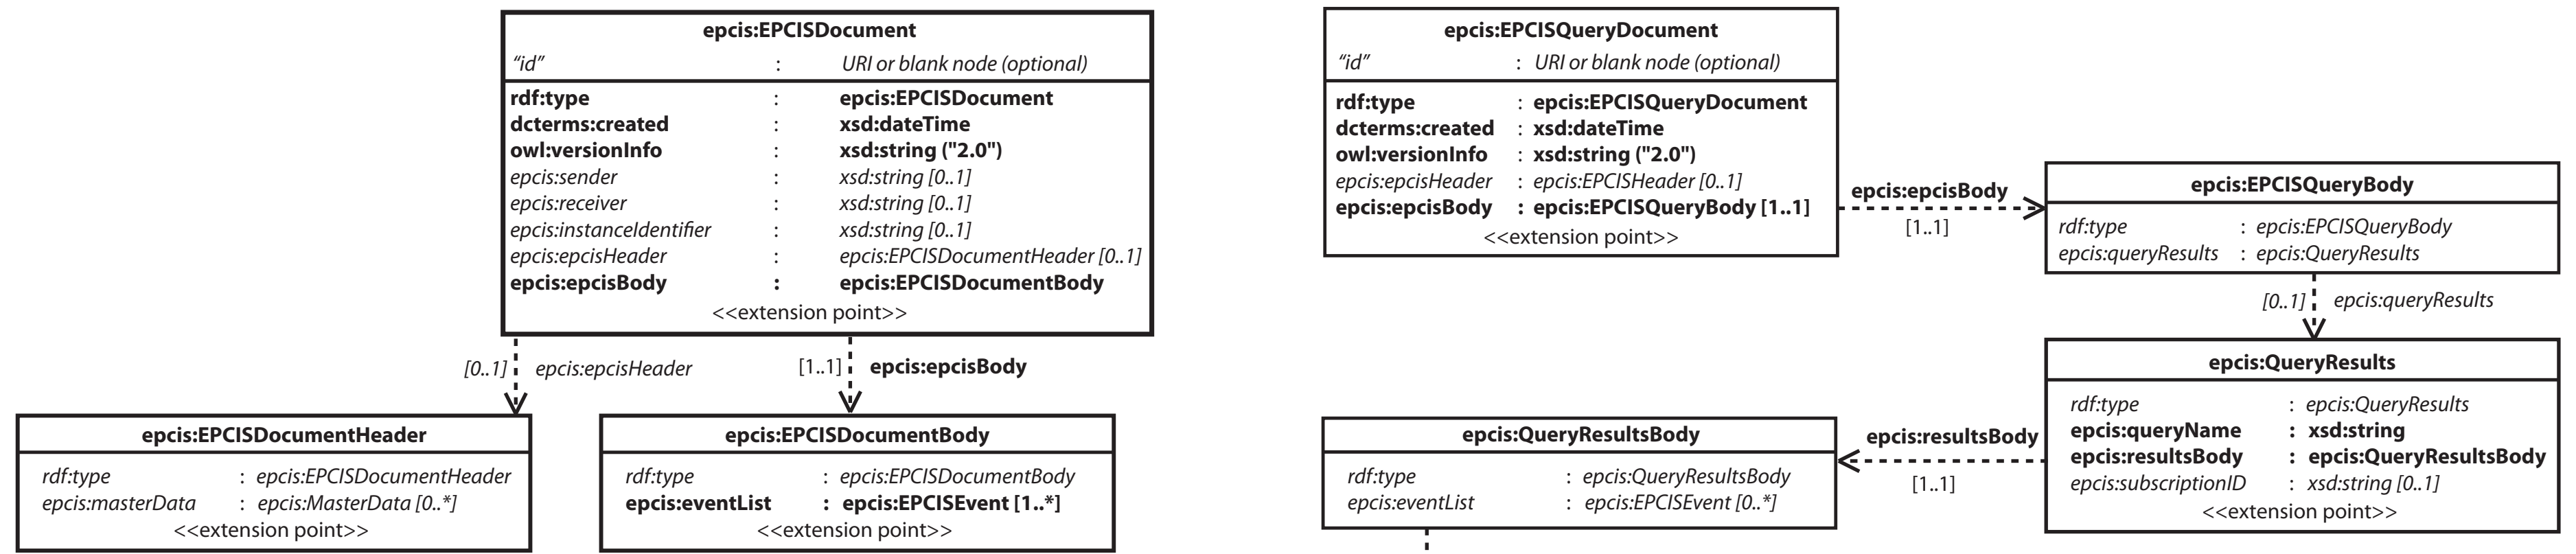 epcis:EPCISDocument
“id” : URI or blank node (optional)
rdf:type : epcis:EPCISDocument
dcterms:created : xsd:dateTime
owl:versionInfo : xsd:string ("2.0")
epcis:sender : xsd:string [0..1]
epcis:receiver : xsd:string [0..1]
epcis:instanceIdentifier : xsd:string [0..1]
epcis:epcisHeader : epcis:EPCISDocumentHeader [0..1]
epcis:epcisBody : epcis:EPCISDocumentBody
<<extension point>>
[0..1] epcis:epcisHeader
[1..1] epcis:epcisBody
epcis:EPCISDocumentHeader
rdf:type : epcis:EPCISDocumentHeader
epcis:masterData : epcis:MasterData [0..*]
<<extension point>>
epcis:EPCISDocumentBody
rdf:type : epcis:EPCISDocumentBody
epcis:eventList : epcis:EPCISEvent [1..*]
<<extension point>>
epcis:EPCISQueryDocument
“id” : URI or blank node (optional)
rdf:type : epcis:EPCISQueryDocument
dcterms:created : xsd:dateTime
owl:versionInfo : xsd:string ("2.0")
epcis:epcisHeader : epcis:EPCISHeader [0..1]
epcis:epcisBody : epcis:EPCISQueryBody [1..1]
<<extension point>>
epcis:epcisBody
[1..1]
epcis:EPCISQueryBody
rdf:type : epcis:EPCISQueryBody
epcis:queryResults : epcis:QueryResults
[0..1] epcis:queryResults
epcis:QueryResults
rdf:type : epcis:QueryResults
epcis:queryName : xsd:string
epcis:resultsBody : epcis:QueryResultsBody
epcis:subscriptionID : xsd:string [0..1]
<<extension point>>
epcis:resultsBody
[1..1]
epcis:QueryResultsBody
rdf:type : epcis:QueryResultsBody
epcis:eventList : epcis:EPCISEvent [0..*]